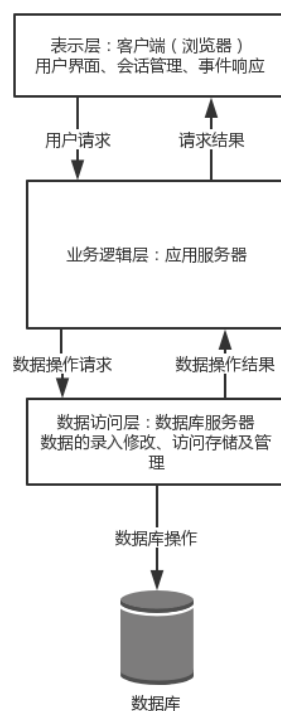 表示层：客户端（浏览器）
用户界面、会话管理、事件响应
用户请求
请求结果
业务逻辑层：应用服务器
数据操作请求
数据操作结果
数据访问层：数据库服务器
数据的录入修改、访问存储及管
理
数据库操作
数据库